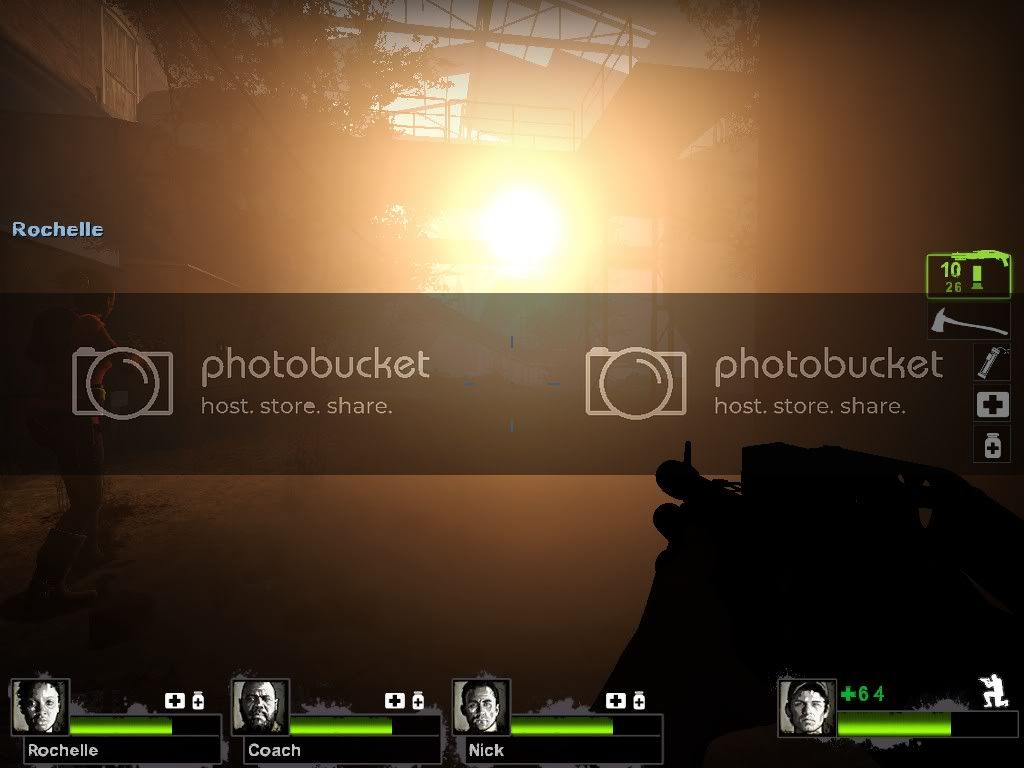 Rochelle
10
26
photobucket photobucket
host. store. share. host. store. share.
+64
Rochelle Coach Nick